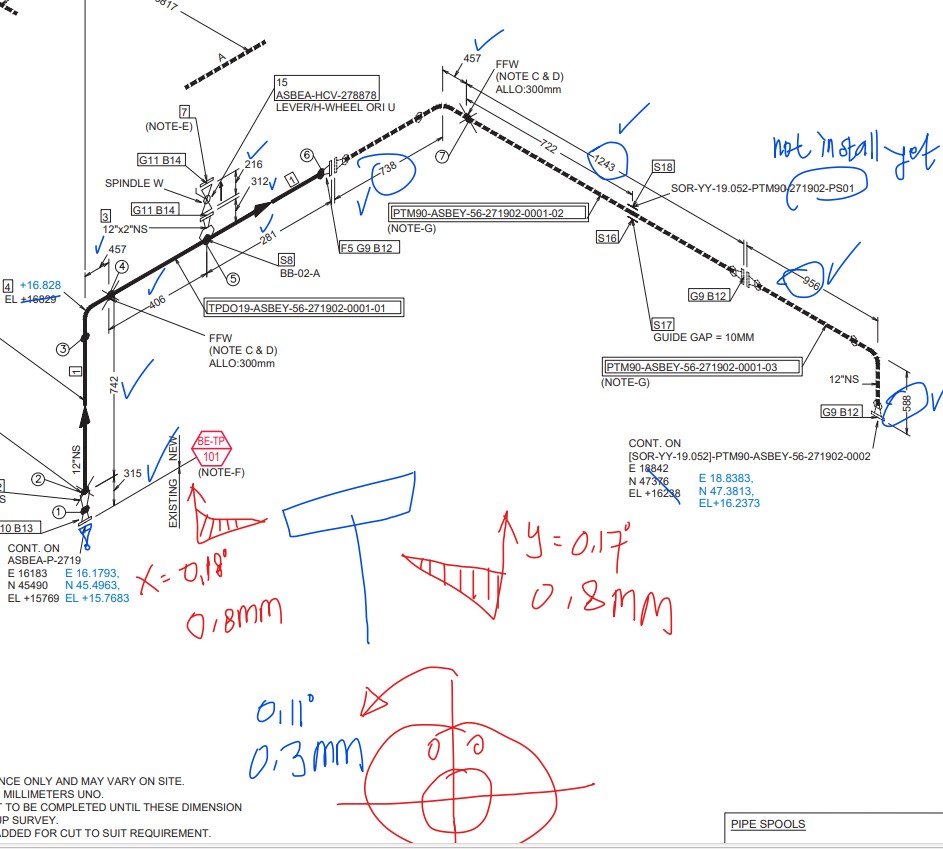 817
A
457
FFW
(NOTE C & D)
ALLO:300mm
15
ASBEA-HCV-278878
LEVER/H-WHEEL ORI U
7
(NOTE-E)
G11 B14
SPINDLE W
G11 B14
3
12"x2"NS
216
312
1
6
738
7
722
1243
S18
SOR-YY-19.052-PTM90-271902-PS01
not install yet
PTM90-ASBEY-56-271902-0001-02
(NOTE-G)
S16
457
281
F5 G9 B12
4
S8
BB-02-A
5
4 +16.828
EL +16829
406
TPDO19-ASBEY-56-271902-0001-01
G9 B12
956
S17
GUIDE GAP = 10MM
FFW
(NOTE C & D)
ALLO:300mm
3
1
742
PTM90-ASBEY-56-271902-0001-03
(NOTE-G)
12"NS
588
G9 B12
12"NS
NEW
EXISTING
BE-TP
101
(NOTE-F)
315
2
S
1
10 B13
CONT. ON
[SOR-YY-19.052]-PTM90-ASBEY-56-271902-0002
E 18842 E 18.8383,
N 47376 N 47.3813,
EL +16238 EL+16.2373
CONT. ON
ASBEA-P-2719
E 16183 E 16.1793,
N 45490 N 45.4963,
EL +15769 EL +15.7683
X = 0,18°
0,8mm
y = 0,17°
0,8mm
0,11°
0,3mm
NCE ONLY AND MAY VARY ON SITE.
MILLIMETERS UNO.
T TO BE COMPLETED UNTIL THESE DIMENSION
UP SURVEY.
ADDED FOR CUT TO SUIT REQUIREMENT.
PIPE SPOOLS